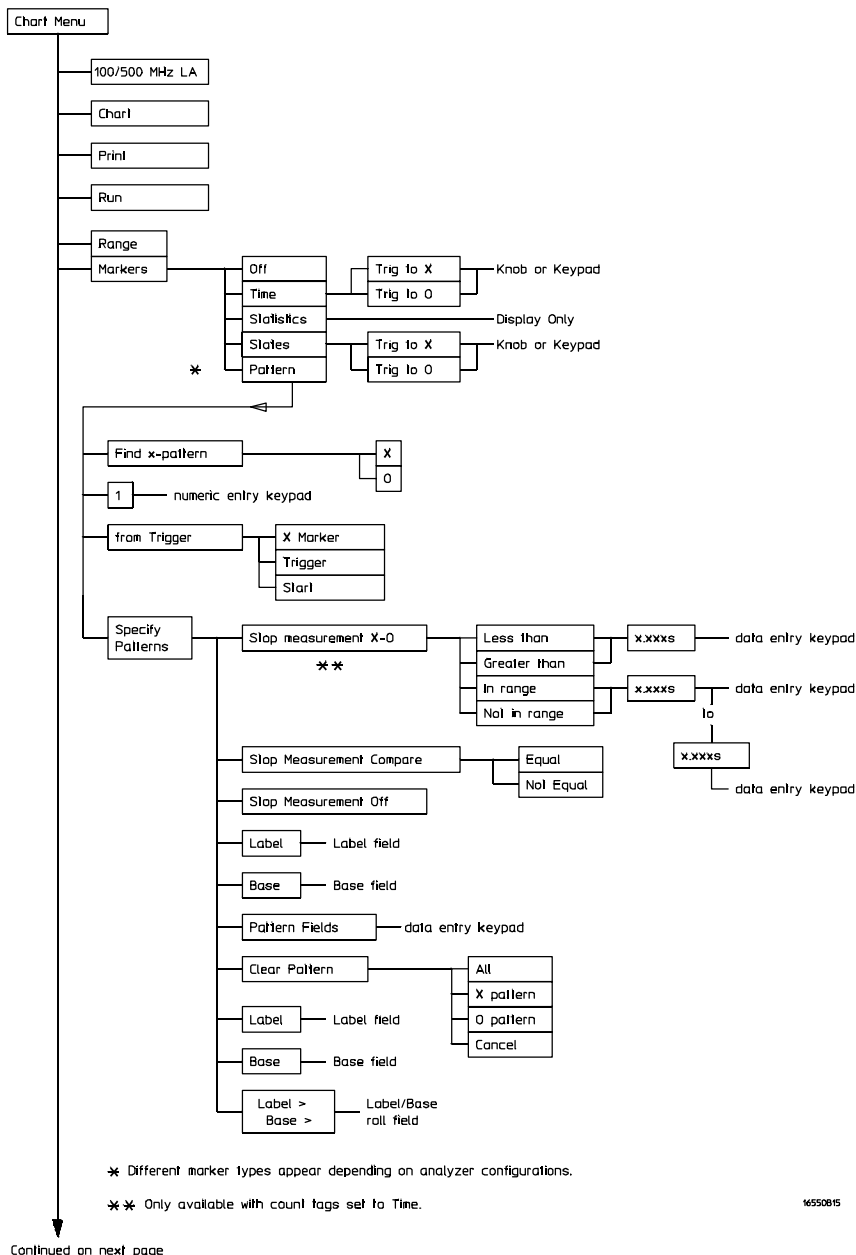 Chart Menu
100/500 MHz LA
Chart
Print
Run
Range
Markers
Off
Time
Statistics
States
Pattern
Trig to X
Trig to O
Knob or Keypad
Display Only
Trig to X
Trig to O
Knob or Keypad
*
Find x-pattern
X
O
1
numeric entry keypad
from Trigger
X Marker
Trigger
Start
Specify
Patterns
Stop measurement X-O
**
Less than
Greater than
In range
Not in range
x.xxxs
data entry keypad
x.xxxs
data entry keypad
to
x.xxxs
data entry keypad
Stop Measurement Compare
Equal
Not Equal
Stop Measurement Off
Label
Label field
Base
Base field
Pattern Fields
data entry keypad
Clear Pattern
All
X pattern
O pattern
Cancel
Label
Label field
Base
Base field
Label >
Base >
Label/Base
roll field
* Different marker types appear depending on analyzer configurations.
** Only available with count tags set to Time.
16550B15
Continued on next page